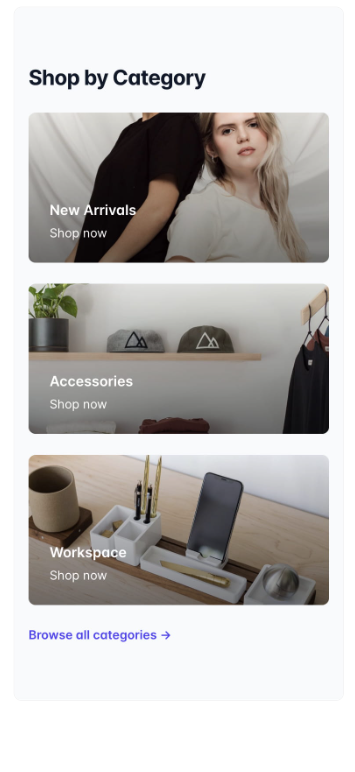 Shop by Category
New Arrivals
Shop now
Accessories
Shop now
Workspace
Shop now
Browse all categories →